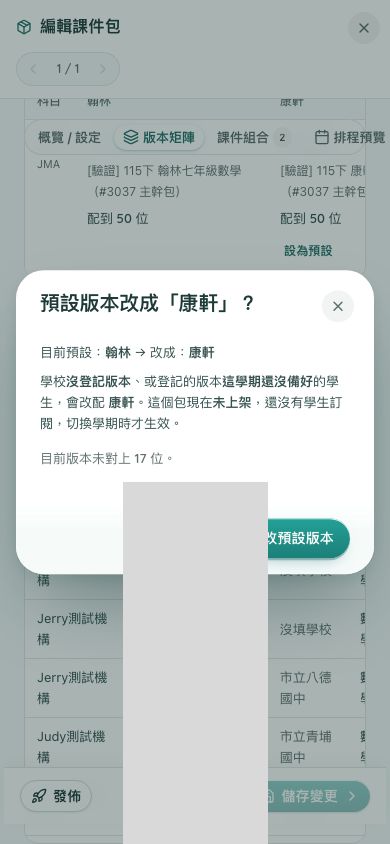 編輯課件包
1 / 1
科目 翰林 康軒
概覽 / 設定 版本矩陣 課件組合 2 排程預覽
JMA [驗證] 115下 翰林七年級數學 [驗證] 115下
（#3037 主幹包） （#3037 主
配到 50 位 配到 50 位
設為預設
預設版本改成「康軒」？
目前預設：翰林 → 改成：康軒
學校沒登記版本、或登記的版本這學期還沒備好的學
生，會改配 康軒。這個包現在未上架，還沒有學生訂
閱，切換學期時才生效。
目前版本未對上 17 位。
改預設版本
構
Jerry測試機 沒填學校
構
Jerry測試機 市立八德
構 國中
Judy測試機 市立青埔
構 國中
發佈 儲存變更